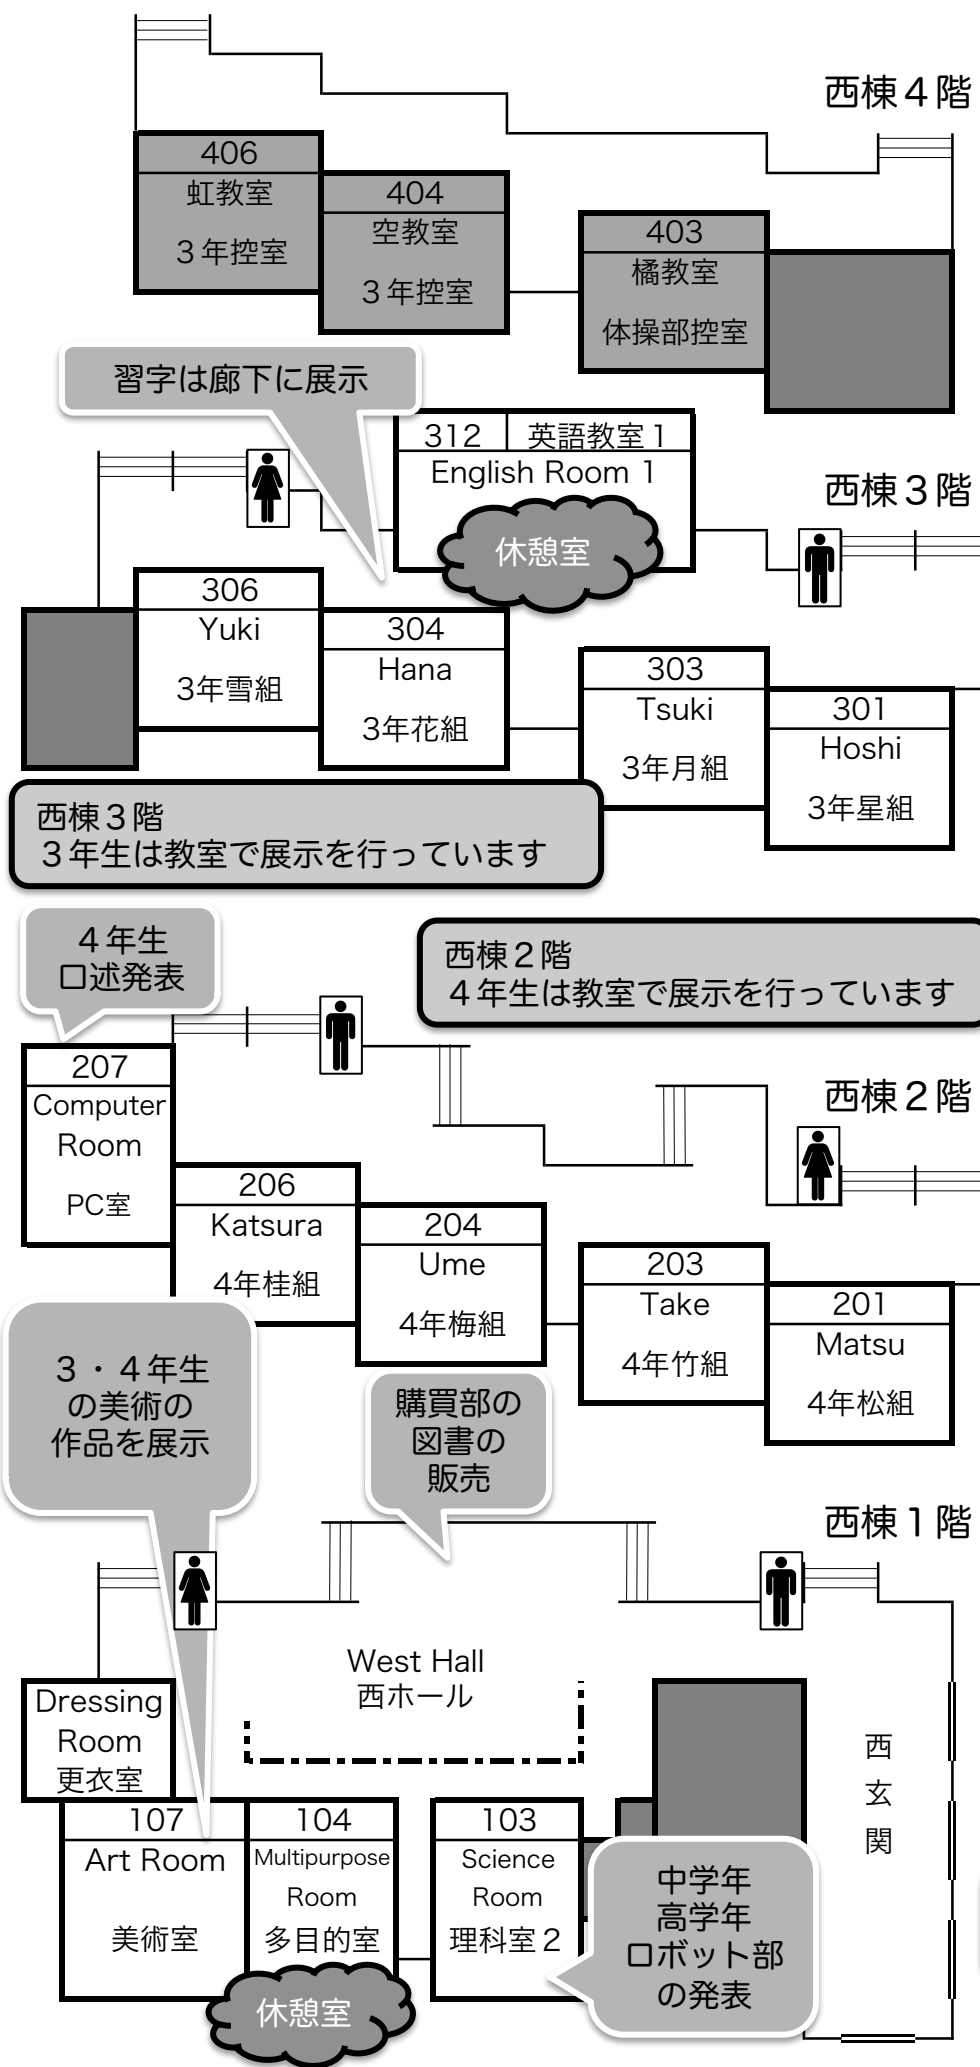 西棟４階
406
虹教室
３年控室
404
空教室
３年控室
403
橘教室
体操部控室
習字は廊下に展示
312
英語教室１
English Room 1
休憩室
西棟３階
306
Yuki
3年雪組
304
Hana
3年花組
303
Tsuki
3年月組
301
Hoshi
3年星組
西棟３階
３年生は教室で展示を行っています
４年生
口述発表
西棟２階
４年生は教室で展示を行っています
西棟２階
207
Computer
Room
PC室
206
Katsura
4年桂組
204
Ume
4年梅組
203
Take
4年竹組
201
Matsu
4年松組
３・４年生
の美術の
作品を展示
購買部の
図書の
販売
西棟１階
West Hall
西ホール
Dressing
Room
更衣室
西玄関
107
Art Room
美術室
104
Multipurpose
Room
多目的室
休憩室
103
Science
Room
理科室２
中学年
高学年
ロボット部
の発表